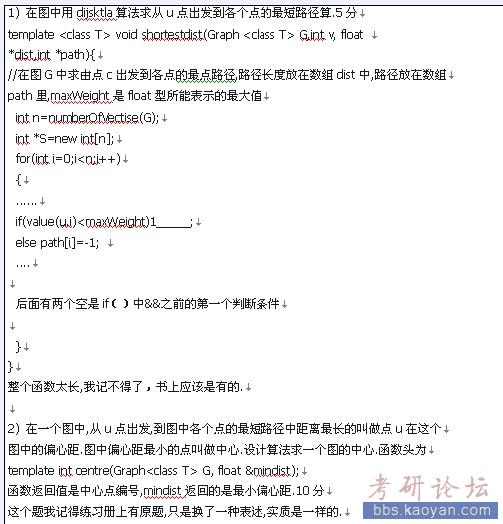 1) 在图中用 dijsktla 算法求从 u 点出发到各个点的最短路径算.5 分
template <class T> void shortestdist(Graph <class T> G,int v, float
*dist,int *path){
//在图 G 中求由点 c 出发到各点的最点路径,路径长度放在数组 dist 中,路径放在数组
path 里,maxWeight 是 float 型所能表示的最大值
int n=numberOfVectise(G);
int *S=new int[n];
for(int i=0;i<n;i++)
{
......
if(value(u,i)<maxWeight)1______;
else path[i]=-1;
....
后面有两个空是 if ( ) 中&&之前的第一个判断条件
}
}
整个函数太长,我记不得了，书上应该是有的.
2) 在一个图中,从 u 点出发,到图中各个点的最短路径中距离最长的叫做点 u 在这个
图中的偏心距.图中偏心距最小的点叫做中心.设计算法求一个图的中心.函数头为
template int centre(Graph<class T> G, float &mindist);
函数返回值是中心点编号,mindist 返回的是最小偏心距.10 分
这个题我记得练习册上有原题,只是换了一种表述,实质是一样的.
考研论坛
bbs.kaoyan.com